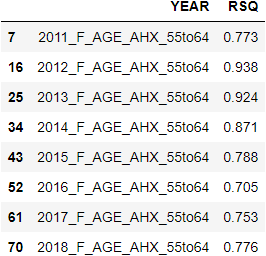 YEAR RSQ
7 2011_F_AGE_AHX_55to64 0.773
16 2012_F_AGE_AHX_55to64 0.938
25 2013_F_AGE_AHX_55to64 0.924
34 2014_F_AGE_AHX_55to64 0.871
43 2015_F_AGE_AHX_55to64 0.788
52 2016_F_AGE_AHX_55to64 0.705
61 2017_F_AGE_AHX_55to64 0.753
70 2018_F_AGE_AHX_55to64 0.776